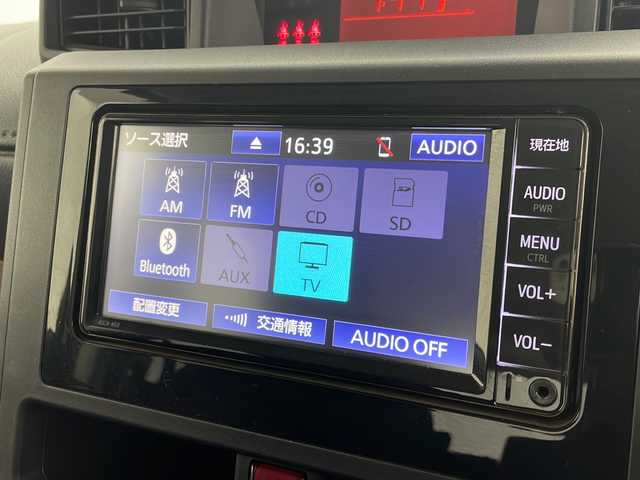 ソース選択
16:39
AUDIO
現在地
AM
FM
CD
SD
AUDIO
PWR
Bluetooth
AUX
TV
MENU
CTRL
VOL+
配置変更
交通情報
AUDIO OFF
VOL-